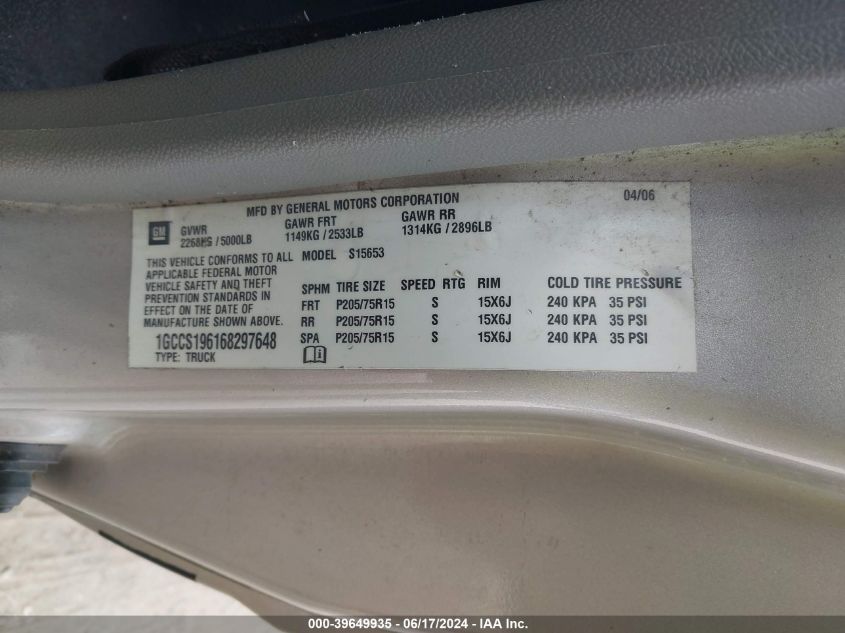 MFD BY GENERAL MOTORS CORPORATION 04/06
GM
GVWR GAWR FRT GAWR RR
2268KG / 5000LB 1149KG / 2533LB 1314KG / 2896LB
THIS VEHICLE CONFORMS TO ALL
APPLICABLE FEDERAL MOTOR
VEHICLE SAFETY AND THEFT
PREVENTION STANDARDS IN
EFFECT ON THE DATE OF
MANUFACTURE SHOWN ABOVE.
1GCCS196168297648
TYPE: TRUCK
MODEL S15653
SPHM TIRE SIZE SPEED RTG RIM COLD TIRE PRESSURE
FRT P205/75R15 S 15X6J 240 KPA 35 PSI
RR P205/75R15 S 15X6J 240 KPA 35 PSI
SPA P205/75R15 S 15X6J 240 KPA 35 PSI
000-39649935 - 06/17/2024 - IAA Inc.